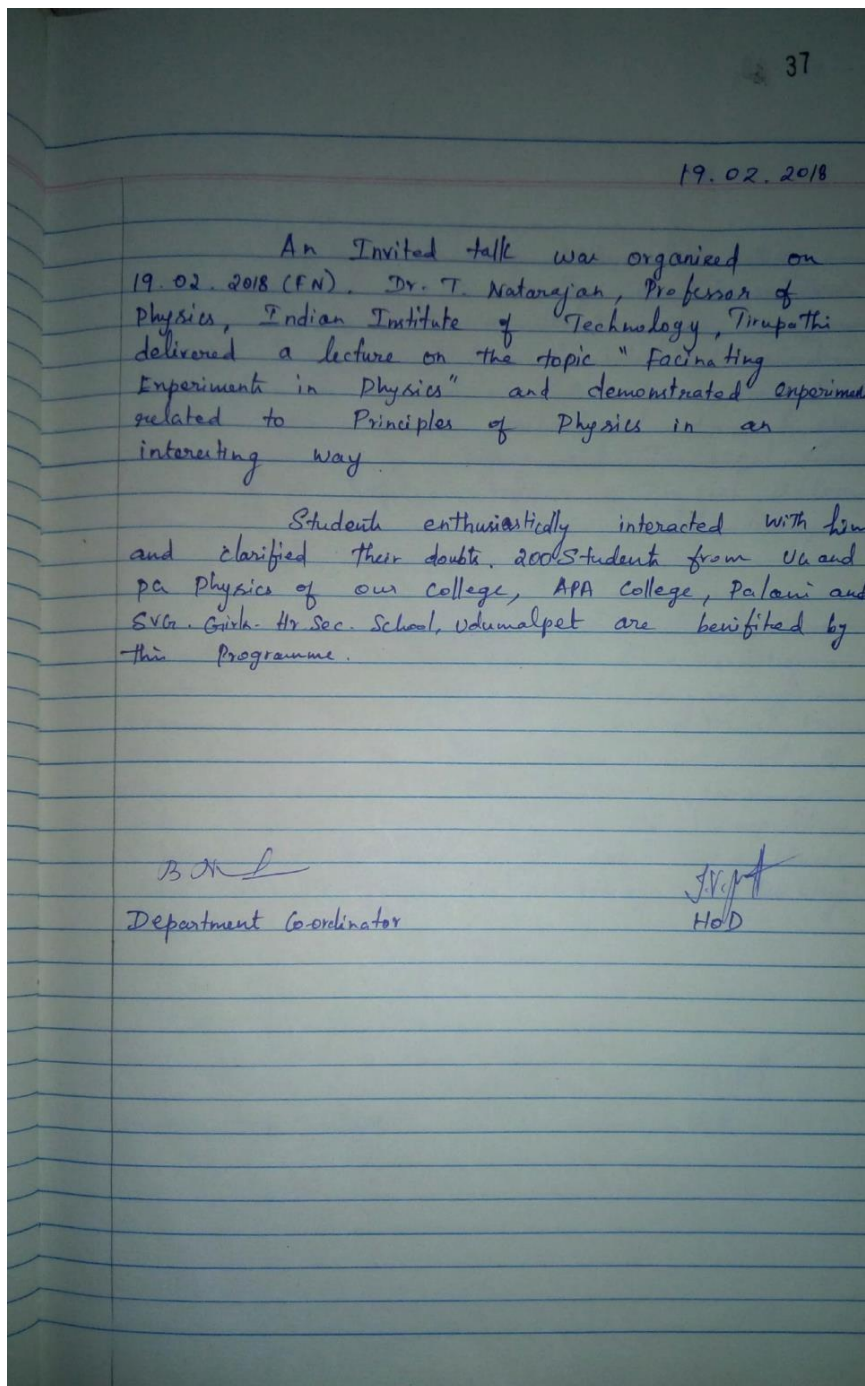 37
19.02.2018
An Invited talk was organized on
19.02.2018 (FN). Dr. T. Natarajan, Professor of
Physics, Indian Institute of Technology, Tirupathi
delivered a lecture on the topic "Facinating
Experiments in Physics" and demonstrated experimen
related to Principles of Physics in an
interesting way.
Students enthusiastically interacted with him
and clarified their doubts. 200 Students from UG and
PG Physics of our College, APA College, Palani and
SVG. Girls. Hr Sec. School, Udumalpet are benifited by
this Programme.
Department Co-ordinator
HoD